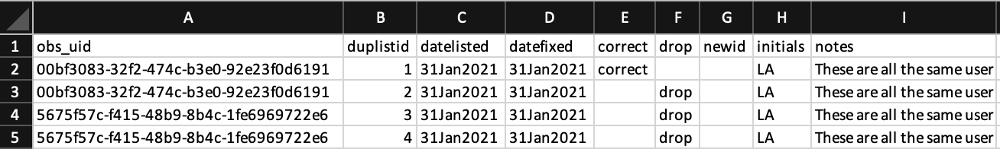 A B C D E F G H I
1 obs_uid duplistid datelisted datefixed correct drop newid initials notes
2 00bf3083-32f2-474c-b3e0-92e23f0d6191 1 31Jan2021 31Jan2021 correct LA These are all the same user
3 00bf3083-32f2-474c-b3e0-92e23f0d6191 2 31Jan2021 31Jan2021 drop LA These are all the same user
4 5675f57c-f415-48b9-8b4c-1fe6969722e6 3 31Jan2021 31Jan2021 drop LA These are all the same user
5 5675f57c-f415-48b9-8b4c-1fe6969722e6 4 31Jan2021 31Jan2021 drop LA These are all the same user